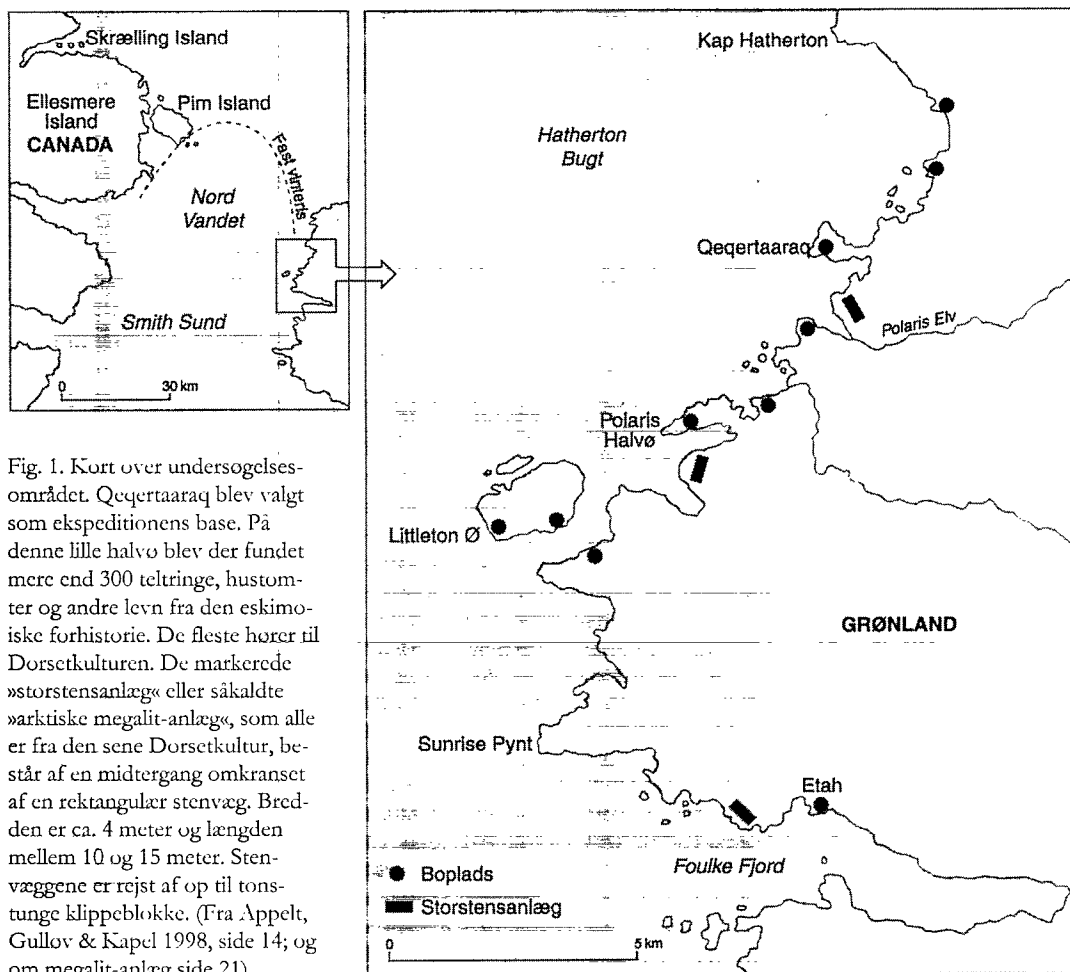 Skrælling Island
Pim Island
Ellesmere
Island
CANADA
Fast vinteris
Nord
Vandet
Smith Sund
0 30 km
Kap Hatherton
Hatherton
Bugt
Qeqertaaraq
Polaris Elv
Polaris
Halvø
Littleton Ø
GRØNLAND
Sunrise Pynt
Etah
Foulke Fjord
Boplads
Storstensanlæg
0 5 km
Fig. 1. Kort over undersøgelses-
området. Qeqertaaraq blev valgt
som ekspeditionens base. På
denne lille halvø blev der fundet
mere end 300 teltringe, hustom-
ter og andre levn fra den eskimo-
iske forhistorie. De fleste hører til
Dorsetkulturen. De markerede
»storstensanlæg« eller såkaldte
»arktiske megalit-anlæg«, som alle
er fra den sene Dorsetkultur, be-
står af en midtergang omkranset
af en rektangulær stenvæg. Bred-
den er ca. 4 meter og længden
mellem 10 og 15 meter. Sten-
væggene er rejst af op til tons-
tunge klippeblokke. (Fra Appelt,
Gulløv & Kapel 1998, side 14; og
om megalit-anlæg side 21)